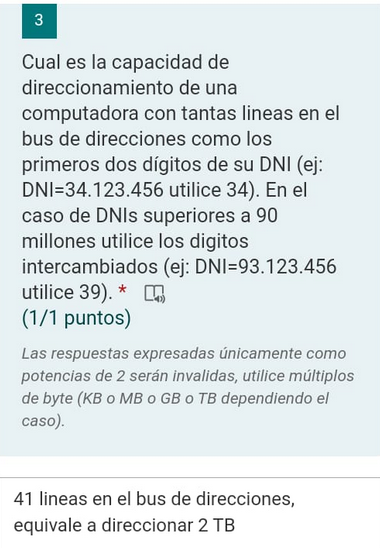 3
Cual es la capacidad de
direccionamiento de una
computadora con tantas lineas en el
bus de direcciones como los
primeros dos dígitos de su DNI (ej:
DNI=34.123.456 utilice 34). En el
caso de DNIs superiores a 90
millones utilice los digitos
intercambiados (ej: DNI=93.123.456
utilice 39). *
(1/1 puntos)
Las respuestas expresadas únicamente como
potencias de 2 serán invalidas, utilice múltiplos
de byte (KB o MB o GB o TB dependiendo el
caso).
41 lineas en el bus de direcciones,
equivale a direccionar 2 TB